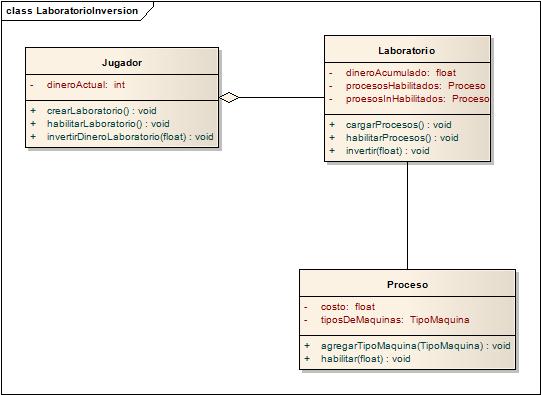 class LaboratorioInversion
Jugador
- dineroActual: int
+ crearLaboratorio() : void
+ habilitarLaboratorio() : void
+ invertirDineroLaboratorio(float) : void
Laboratorio
- dineroAcumulado: float
- procesosHabilitados: Proceso
- proesosInHabilitados: Proceso
+ cargarProcesos() : void
+ habilitarProcesos() : void
+ invertir(float) : void
Proceso
- costo: float
- tiposDeMaquinas: TipoMaquina
+ agregarTipoMaquina(TipoMaquina) : void
+ habilitar(float) : void